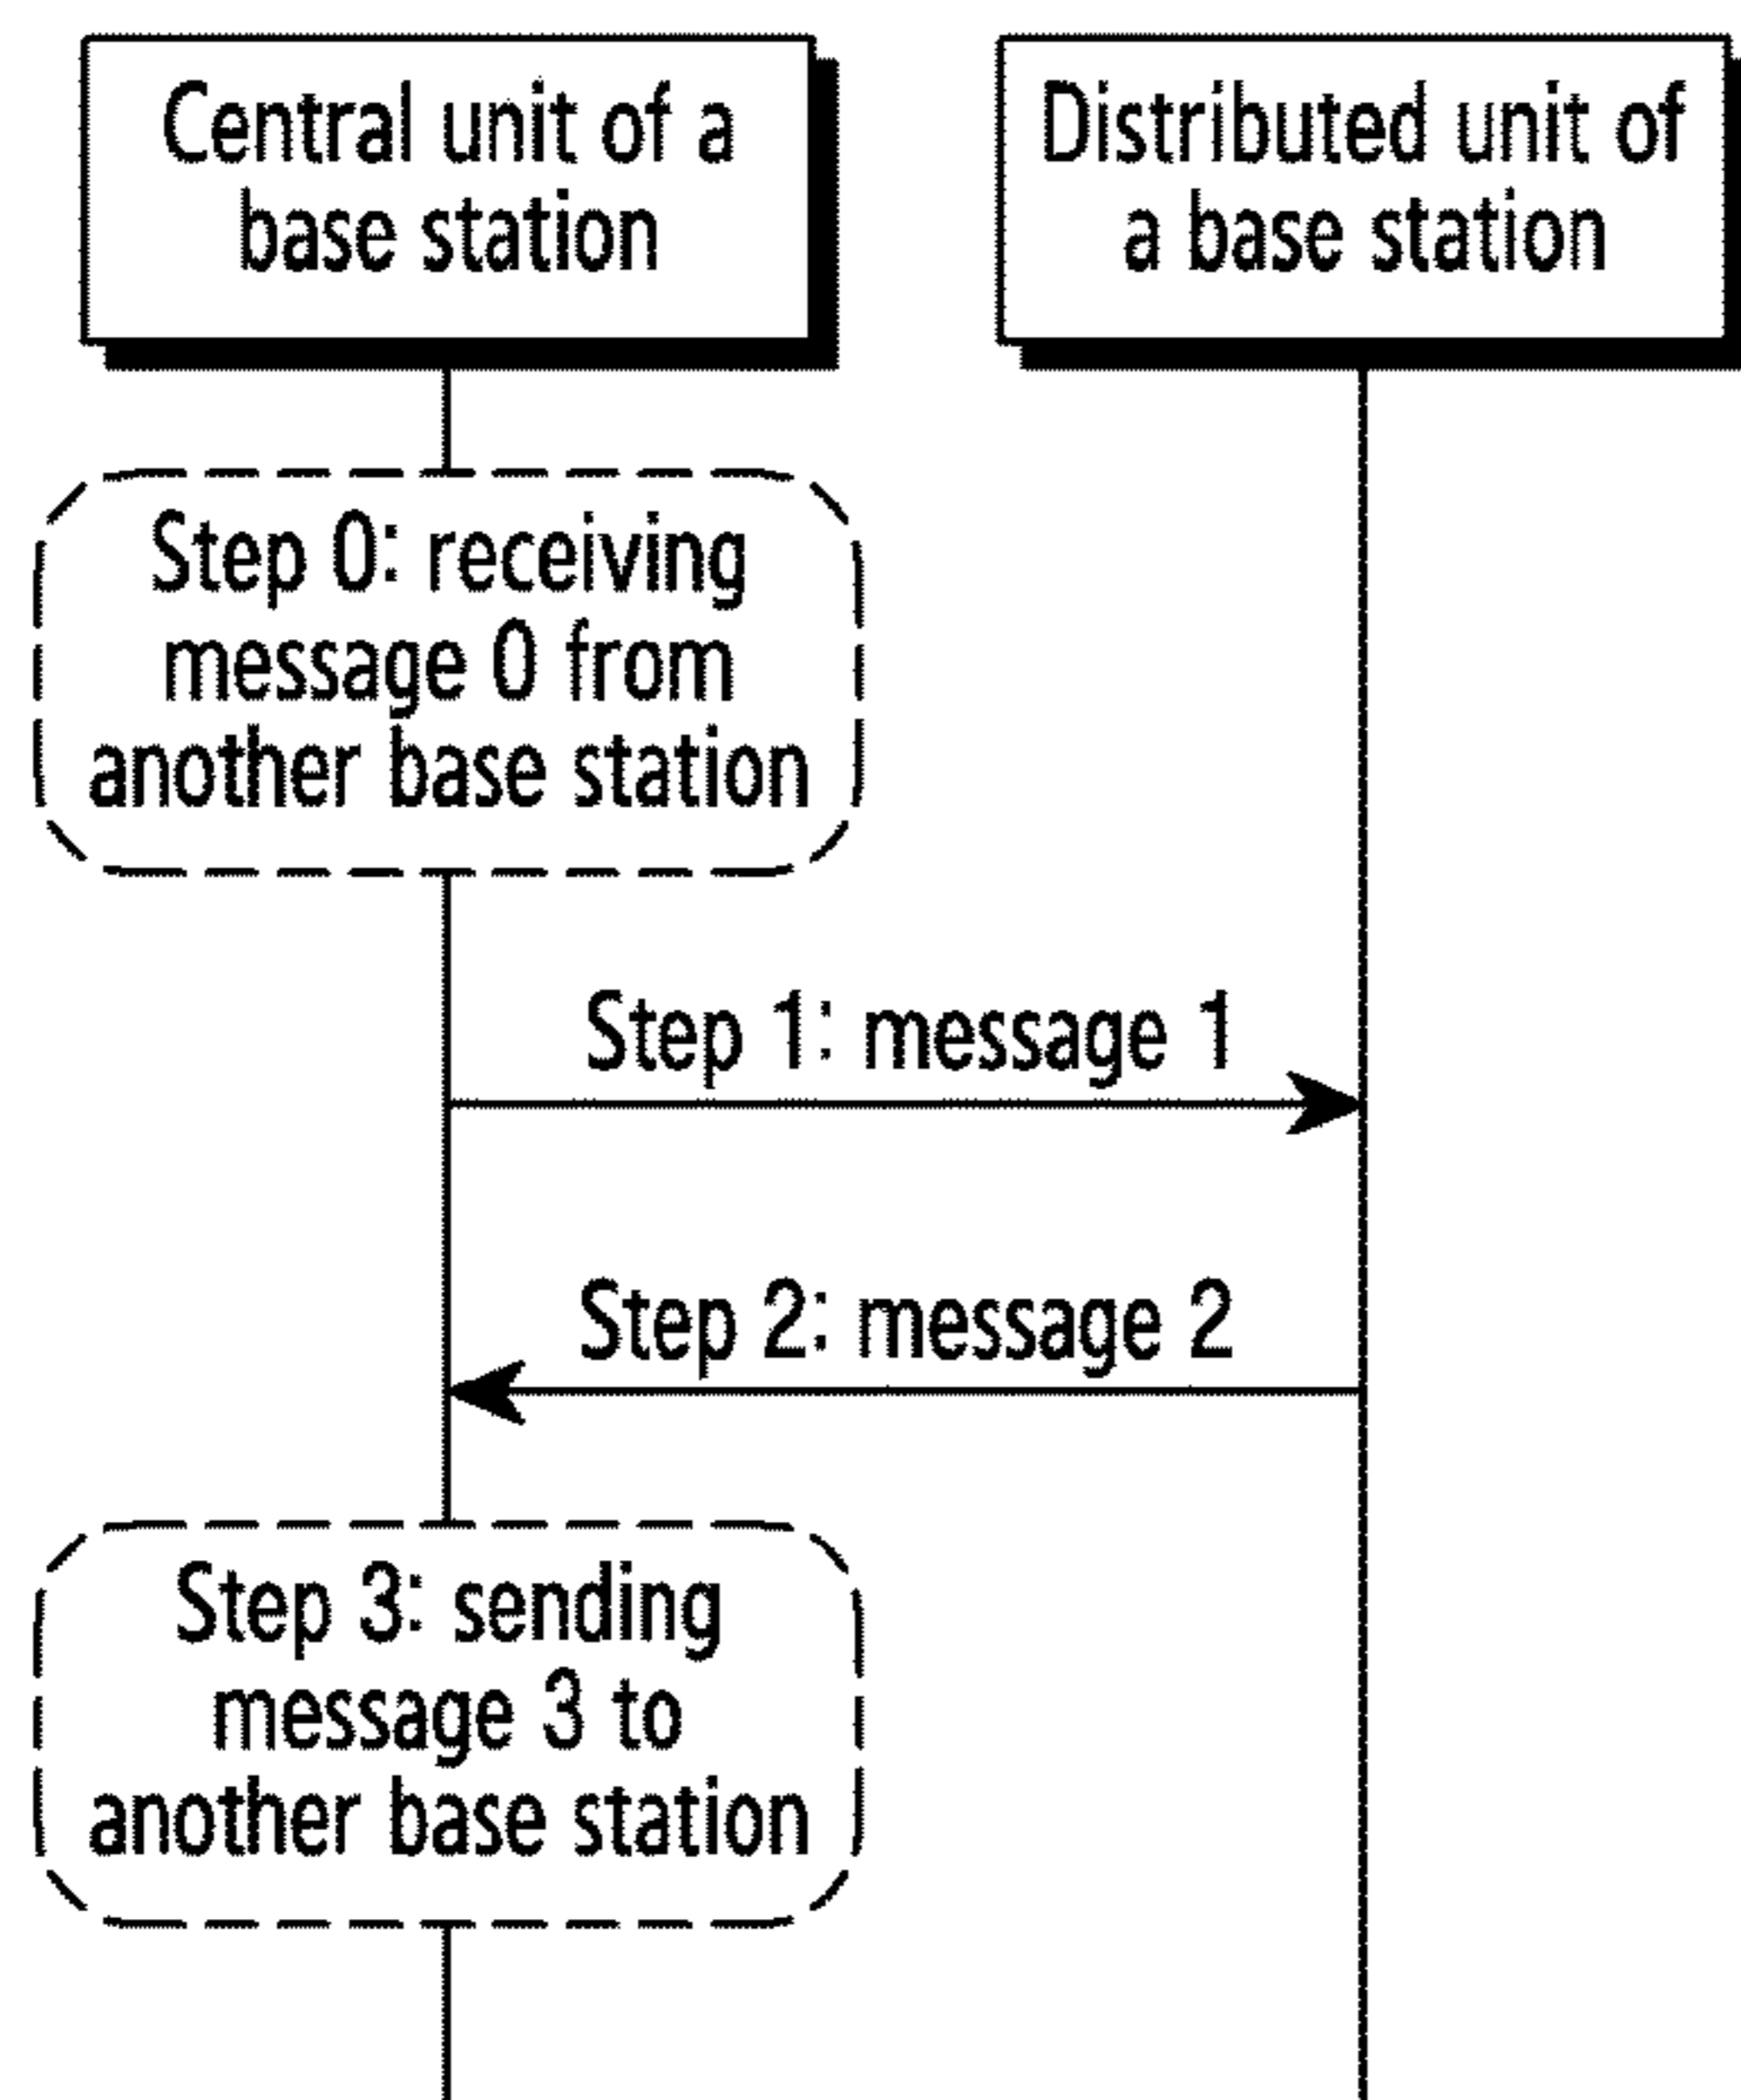 Central unit of a
base station
Distributed unit of
a base station
Step 0: receiving
message 0 from
another base station
Step 1: message 1
Step 2: message 2
Step 3: sending
message 3 to
another base station